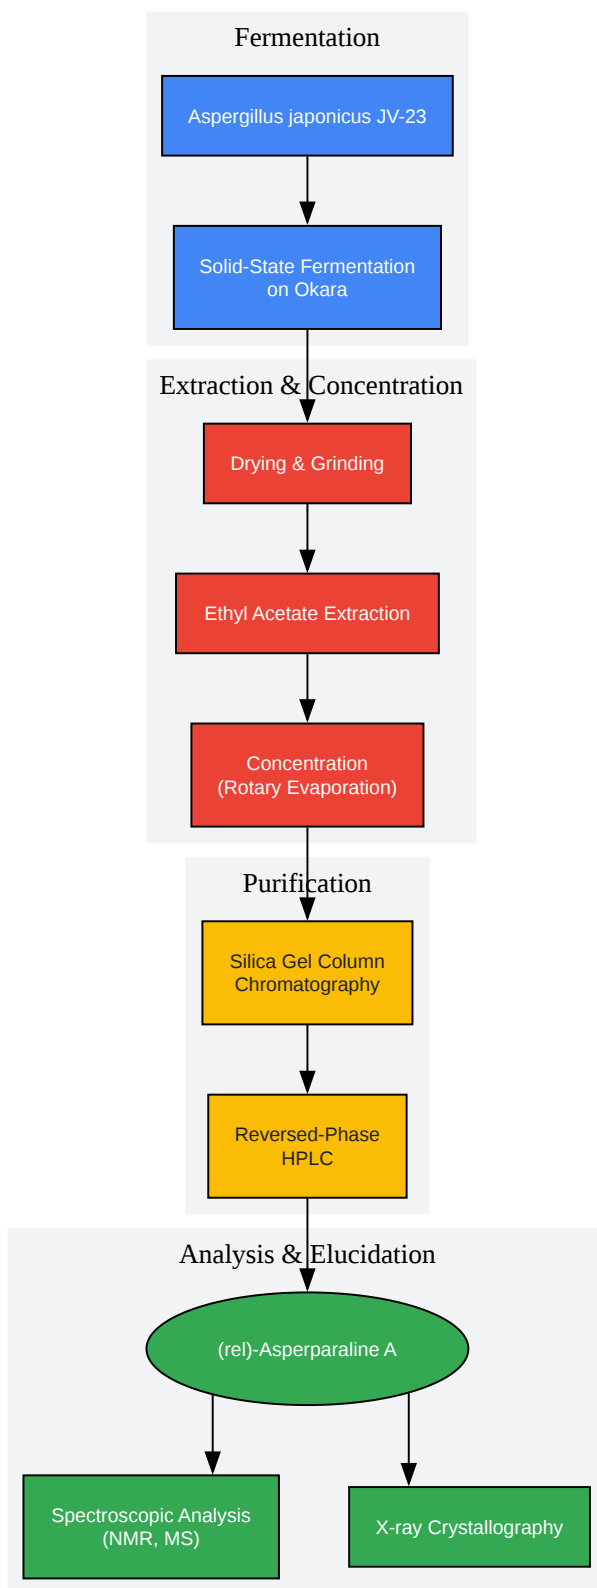 Fermentation
Aspergillus japonicus JV-23
Solid-State Fermentation
on Okara
Extraction & Concentration
Drying & Grinding
Ethyl Acetate Extraction
Concentration
(Rotary Evaporation)
Purification
Silica Gel Column
Chromatography
Reversed-Phase
HPLC
Analysis & Elucidation
(rel)-Asperparaline A
Spectroscopic Analysis
(NMR, MS)
X-ray Crystallography